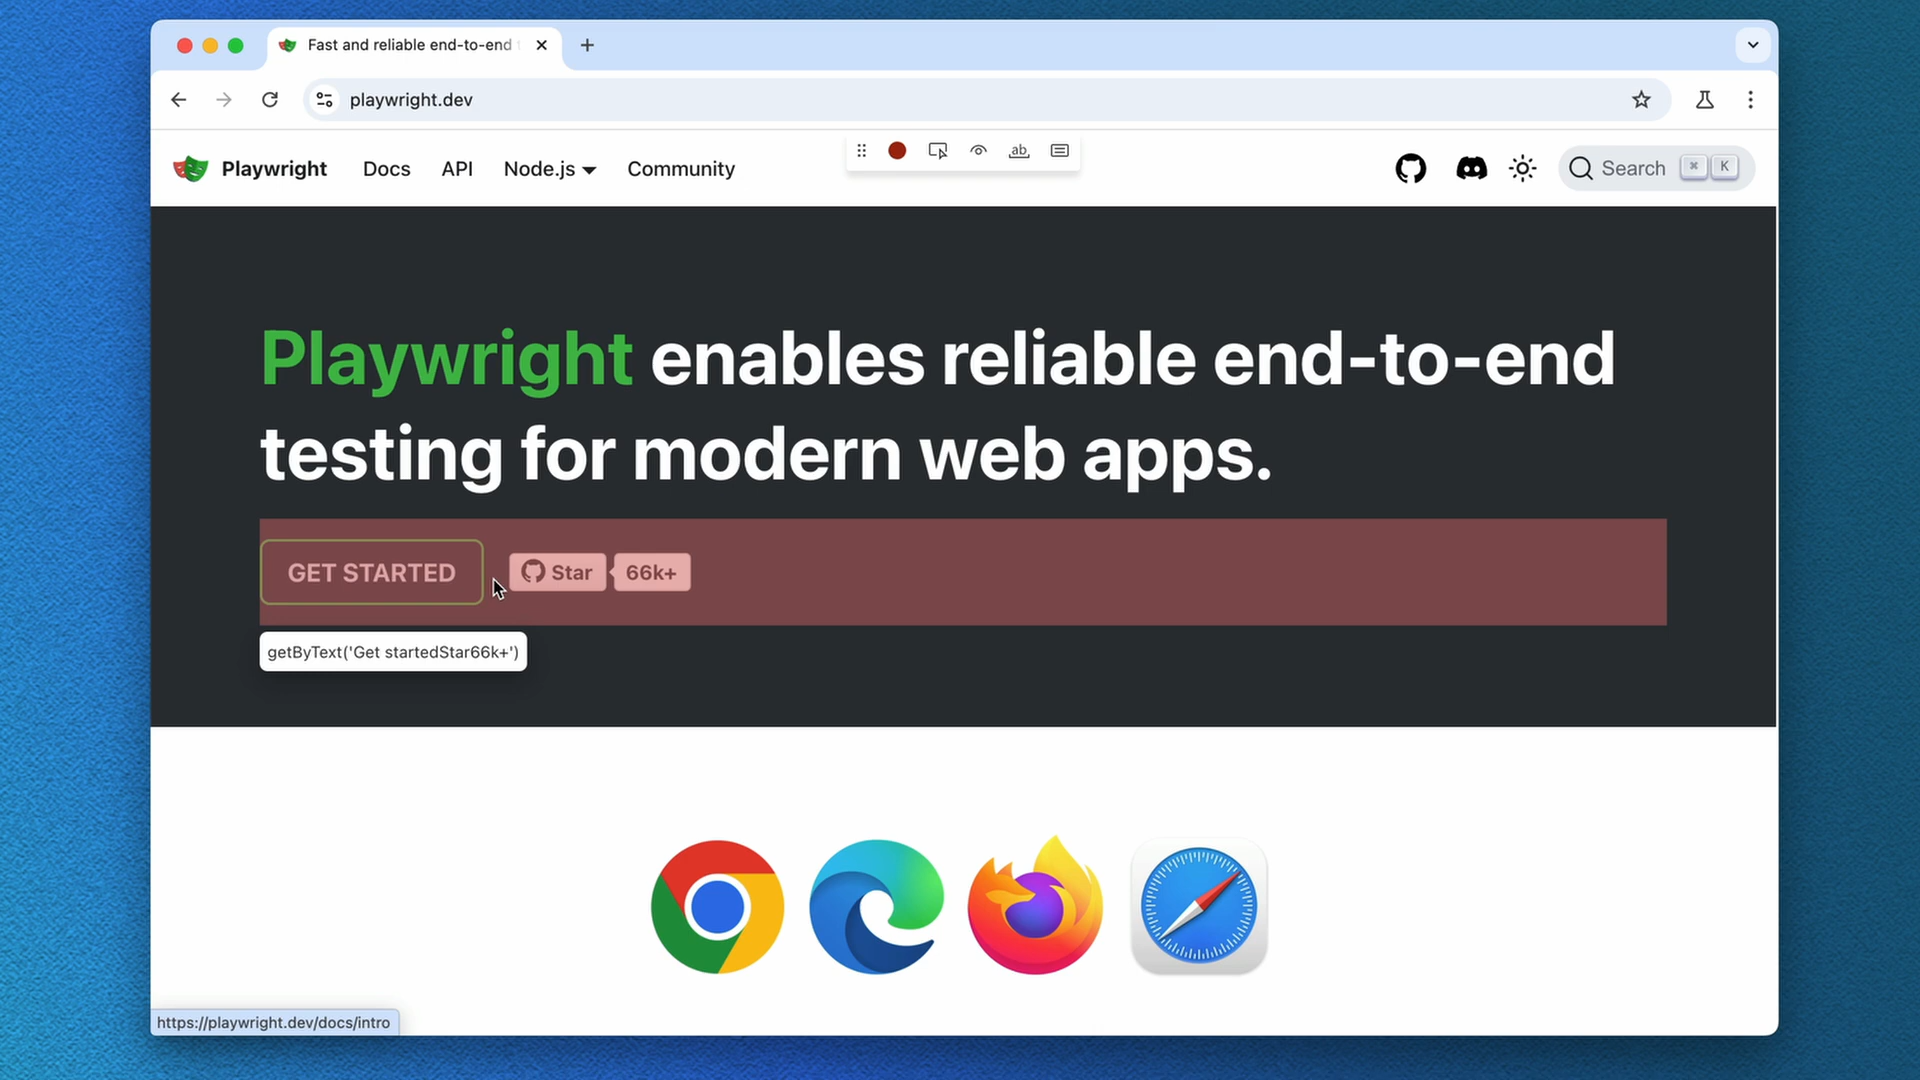 Fast and reliable end-to-end
playwright.dev
Playwright Docs API Node.js Community
ab
Search ⌘ K
Playwright enables reliable end-to-end
testing for modern web apps.
GET STARTED Star 66k+
getByText('Get startedStar66k+')
https://playwright.dev/docs/intro